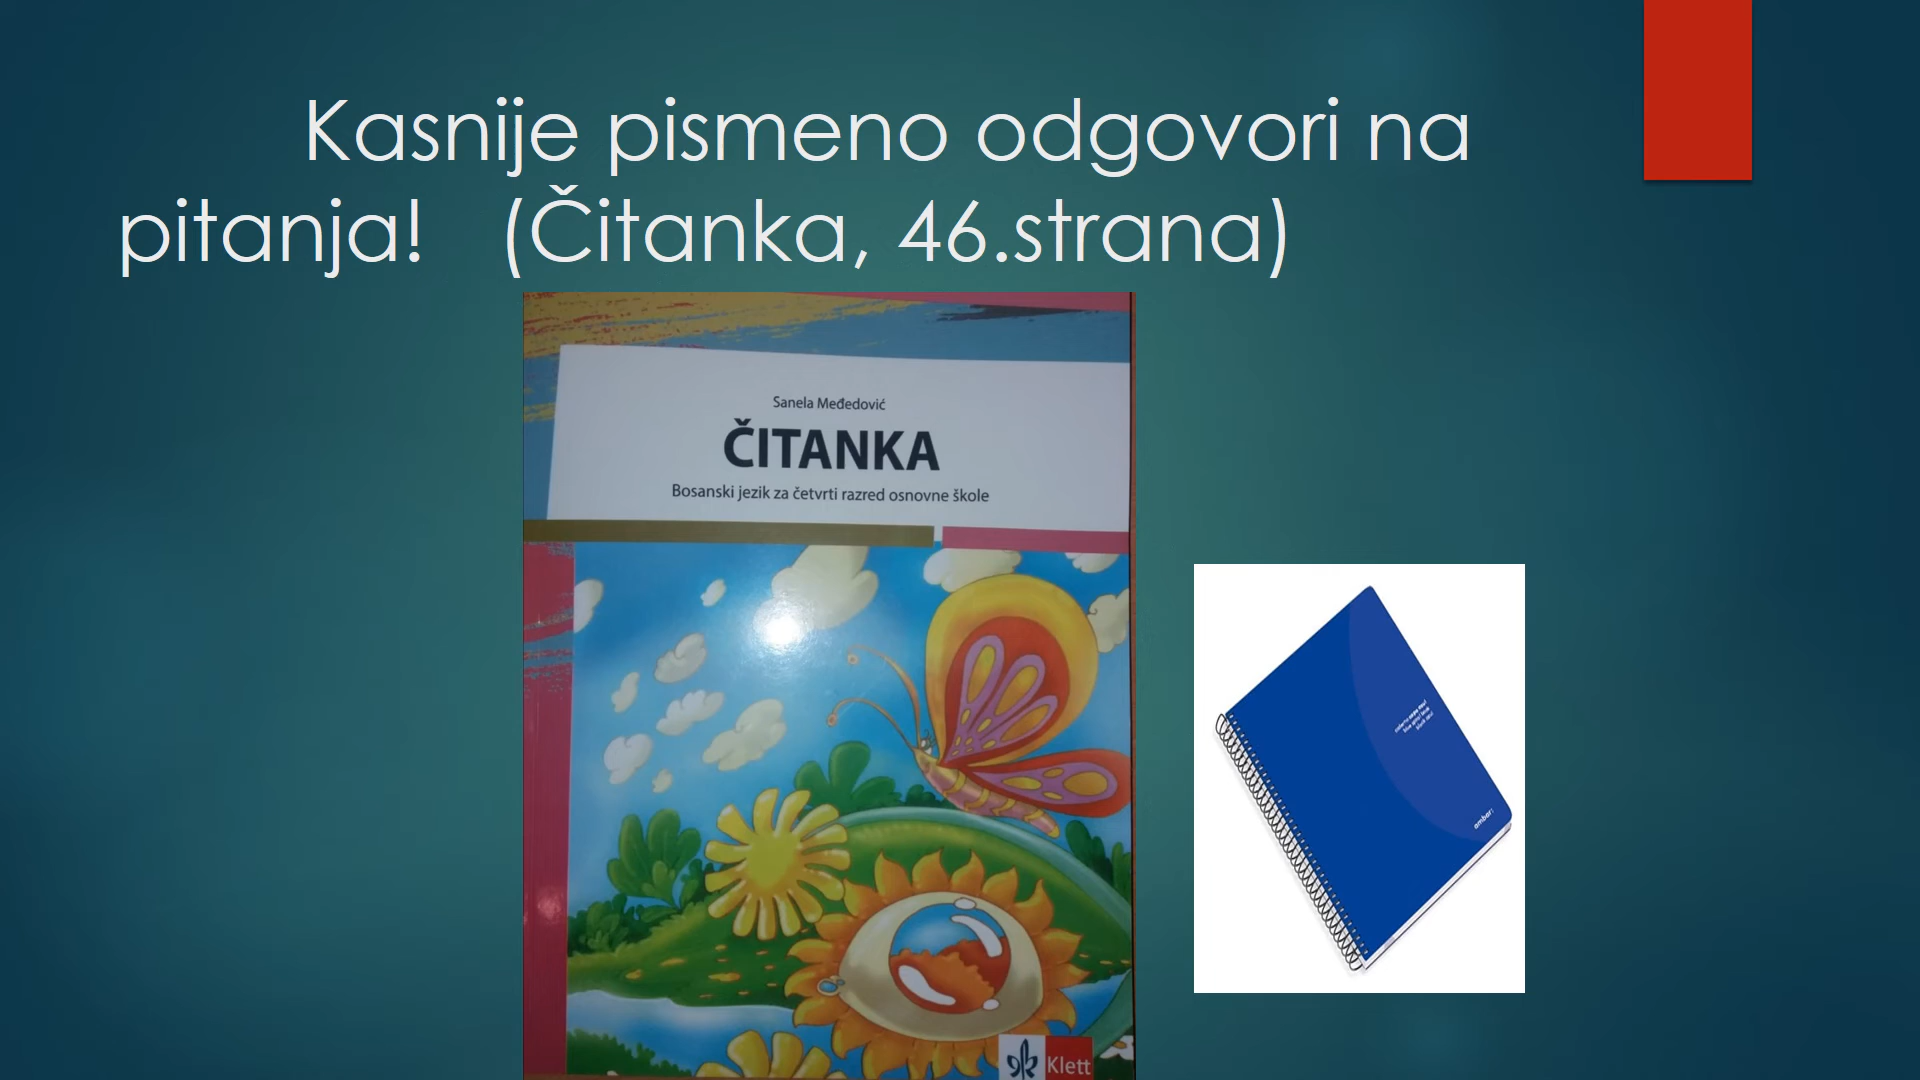 Kasnije pismeno odgovori na
pitanja! (Čitanka, 46.strana)
Sanela Međedović
ČITANKA
Bosanski jezik za četvrti razred osnovne škole
ambar
Klett